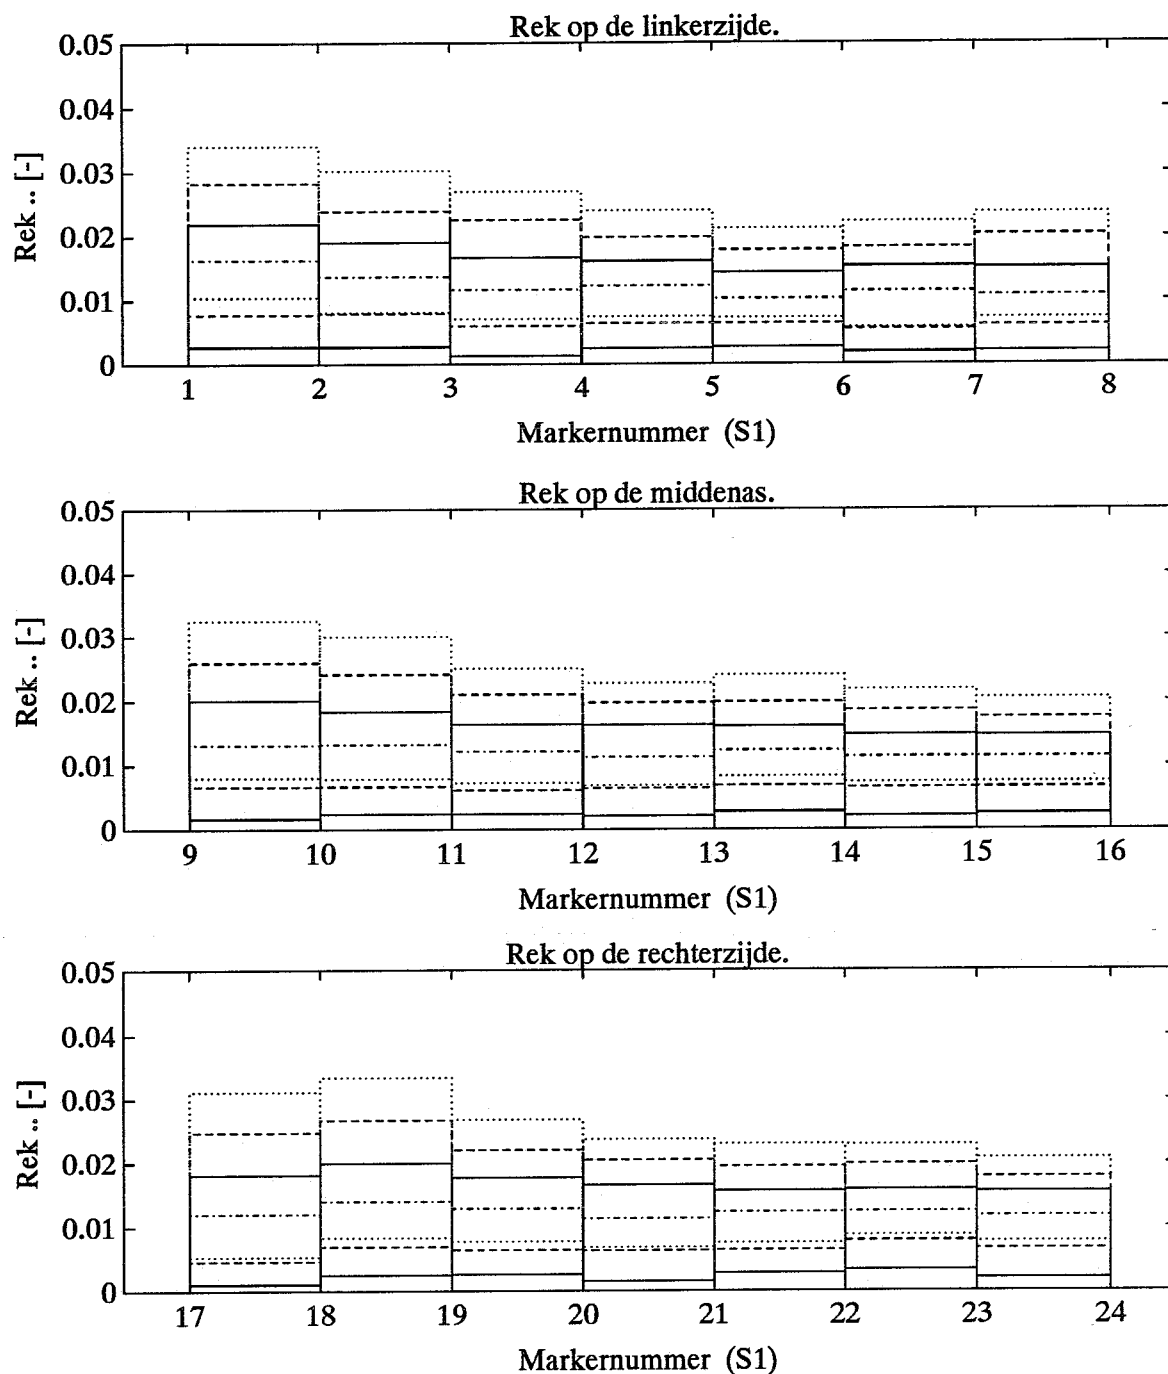 Rek op de linkerzijde.
0.05
0.04
0.03
0.02
0.01
0
Rek .. [-]
1 2 3 4 5 6 7 8
Markernummer (S1)
Rek op de middenas.
0.05
0.04
0.03
0.02
0.01
0
Rek .. [-]
9 10 11 12 13 14 15 16
Markernummer (S1)
Rek op de rechterzijde.
0.05
0.04
0.03
0.02
0.01
0
Rek .. [-]
17 18 19 20 21 22 23 24
Markernummer (S1)